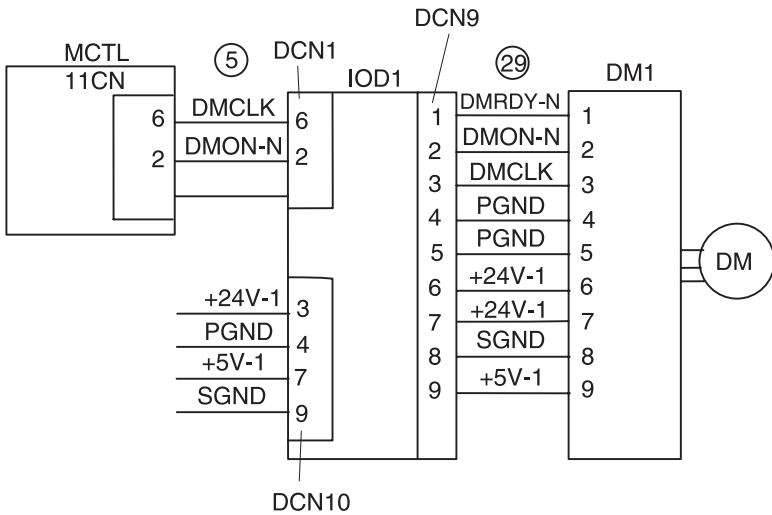 DCN9
MCTL
5
DCN1
29
DM1
11CN
IOD1
6 DMCLK 6
2 DMON-N 2
1 DMRDY-N 1
2 DMON-N 2
3 DMCLK 3
4 PGND 4
5 PGND 5
6 +24V-1 6
7 +24V-1 7
8 SGND 8
9 +5V-1 9
DM
+24V-1 3
PGND 4
+5V-1 7
SGND 9
DCN10